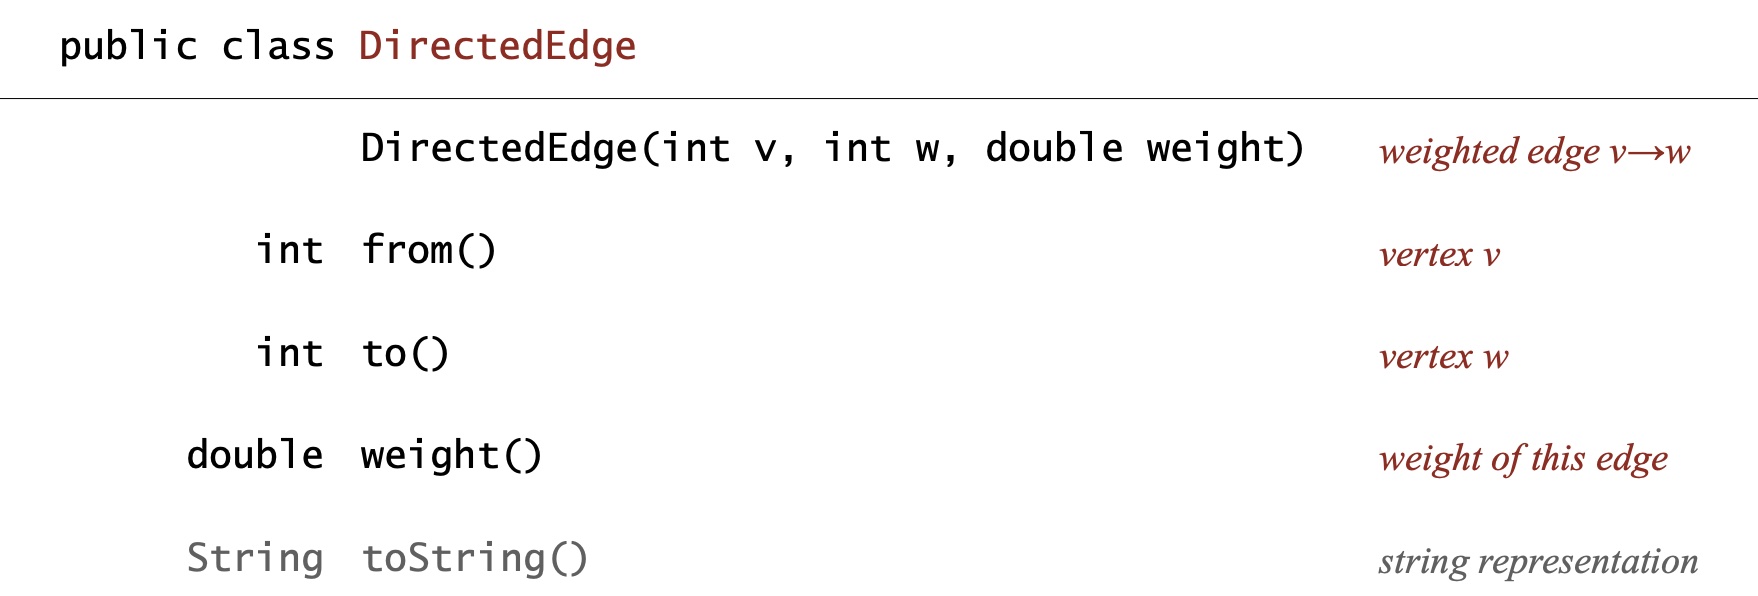 public class DirectedEdge
DirectedEdge(int v, int w, double weight) weighted edge v→w
int from() vertex v
int to() vertex w
double weight() weight of this edge
String toString() string representation